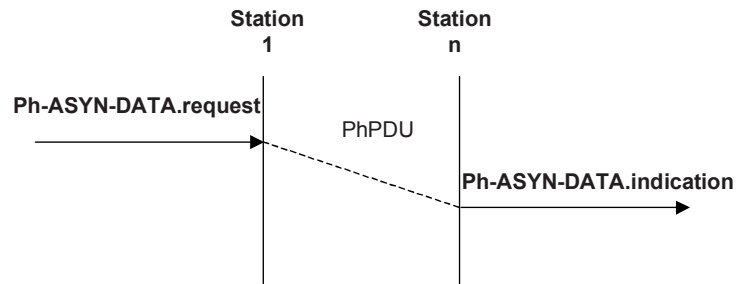 Station
1
Station
n
Ph-ASYN-DATA.request
PhPDU
Ph-ASYN-DATA.indication